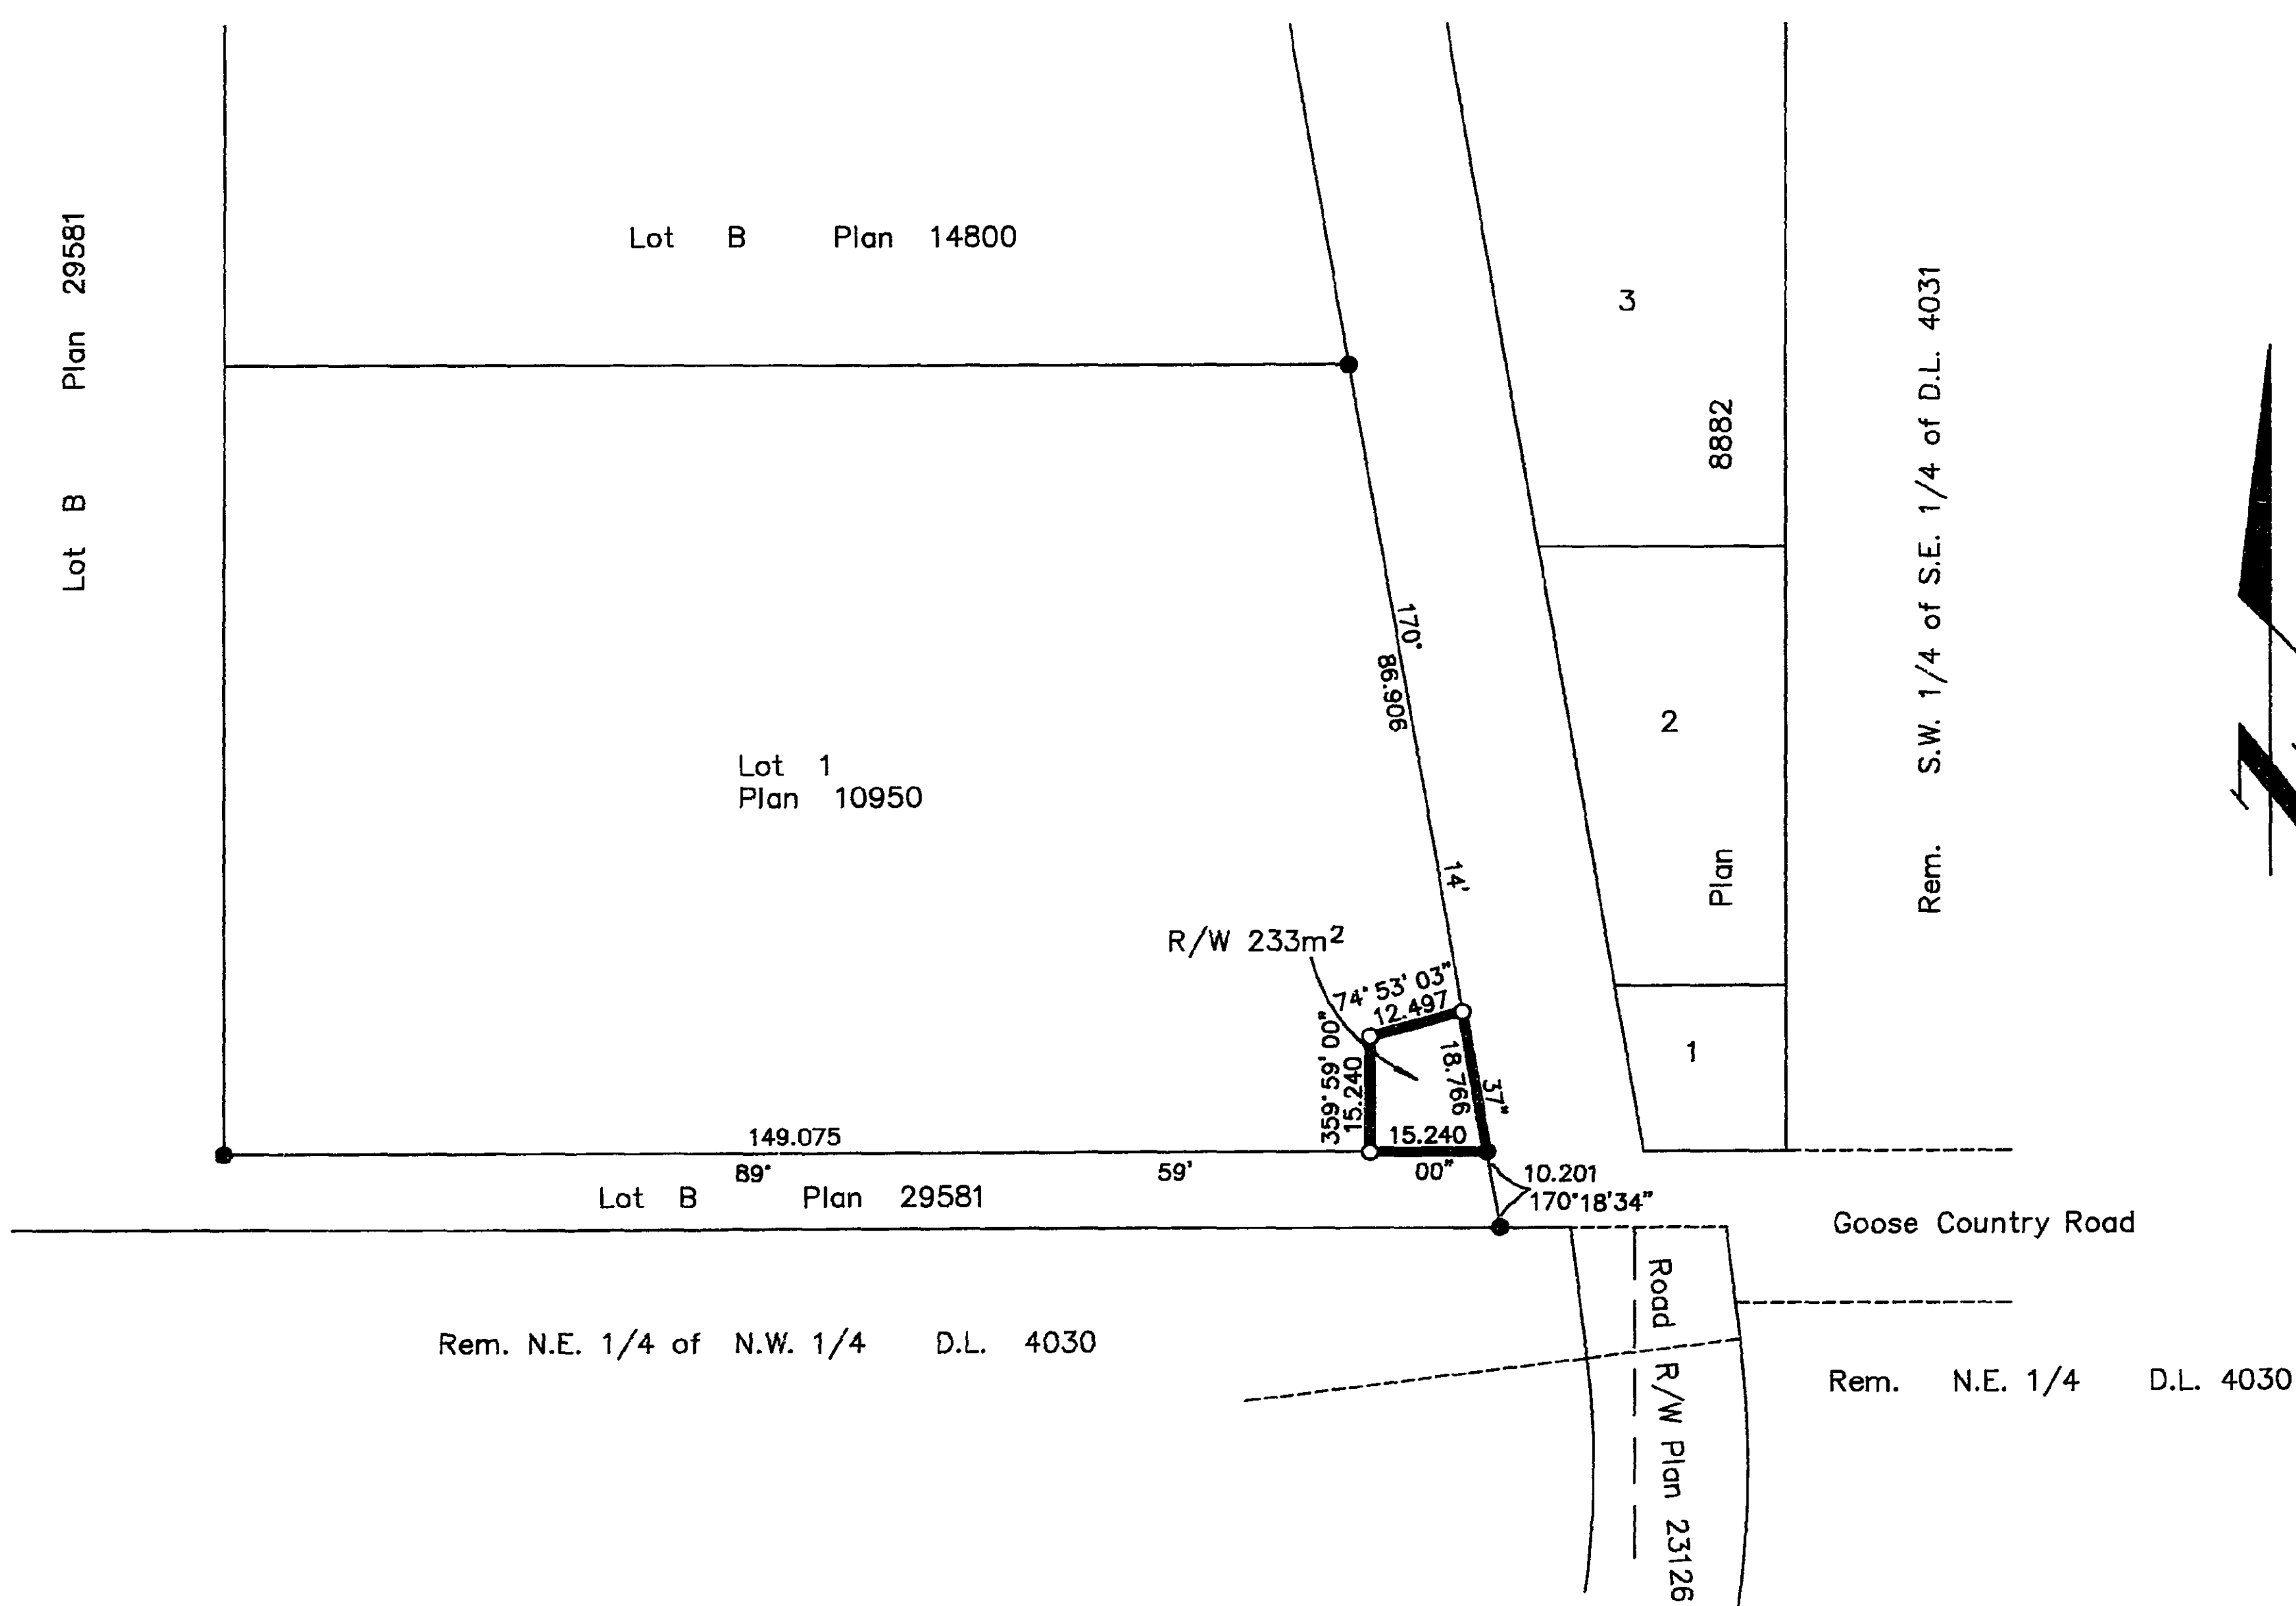 Lot B Plan 29581
Lot B Plan 14800
3
8882
Rem. S.W. 1/4 of S.E. 1/4 of D.L. 4031
170° 14' 37"
86.906
2
Plan
Lot 1
Plan 10950
R/W 233m²
74° 53' 03"
12.497
359° 59' 00"
15.240
18.766
1
149.075
15.240
89° 59' 00"
10.201
170°18'34"
Lot B Plan 29581
Goose Country Road
Road R/W Plan 23126
Rem. N.E. 1/4 of N.W. 1/4 D.L. 4030
Rem. N.E. 1/4 D.L. 4030